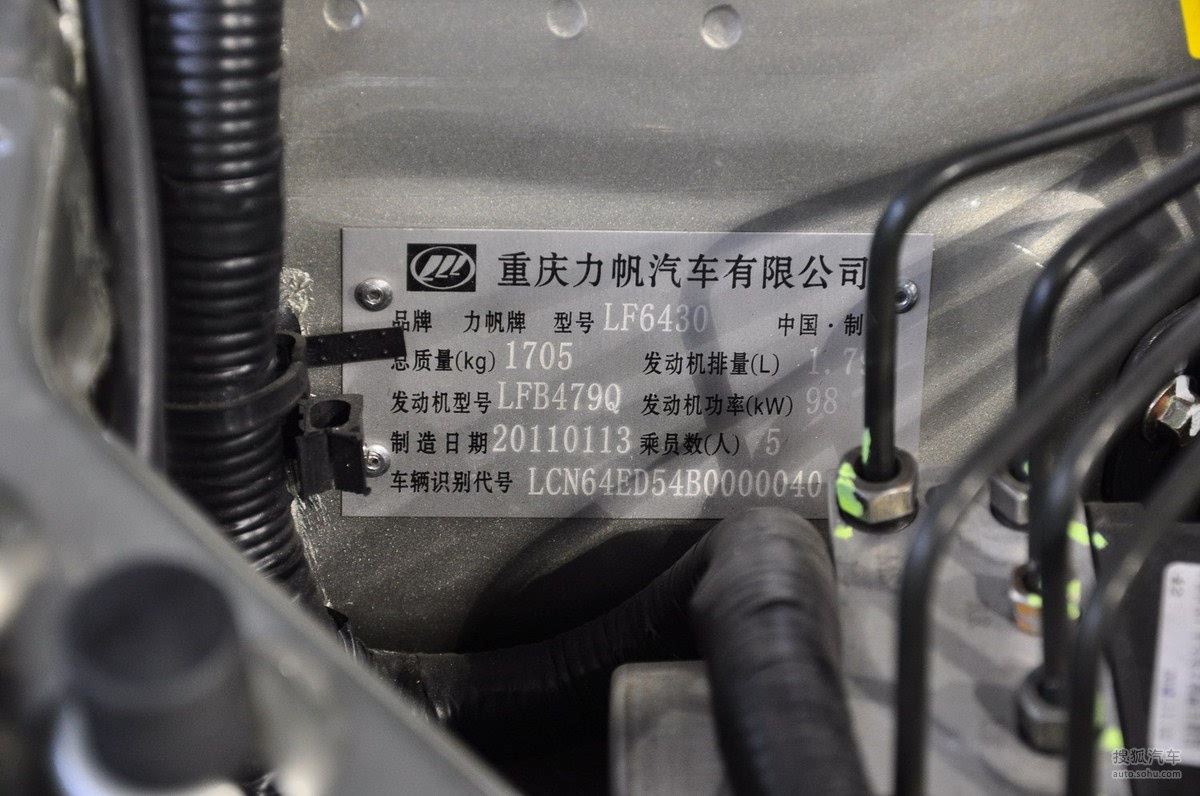 重庆力帆汽车有限公司
品牌 力帆牌 型号 LF6430 中国·制
总质量(kg) 1705 发动机排量(L) 1.79
发动机型号 LFB479Q 发动机功率(kW) 98
制造日期 20110113 乘员数(人) 5
车辆识别代号 LCN64ED54B0000040
搜狐汽车
auto.sohu.com